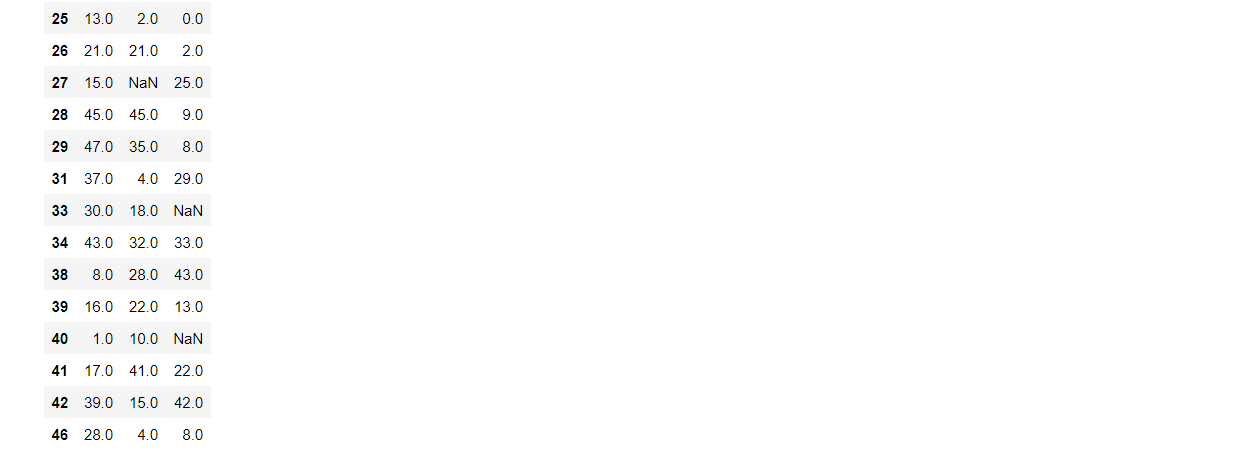 25 13.0 2.0 0.0
26 21.0 21.0 2.0
27 15.0 NaN 25.0
28 45.0 45.0 9.0
29 47.0 35.0 8.0
31 37.0 4.0 29.0
33 30.0 18.0 NaN
34 43.0 32.0 33.0
38 8.0 28.0 43.0
39 16.0 22.0 13.0
40 1.0 10.0 NaN
41 17.0 41.0 22.0
42 39.0 15.0 42.0
46 28.0 4.0 8.0